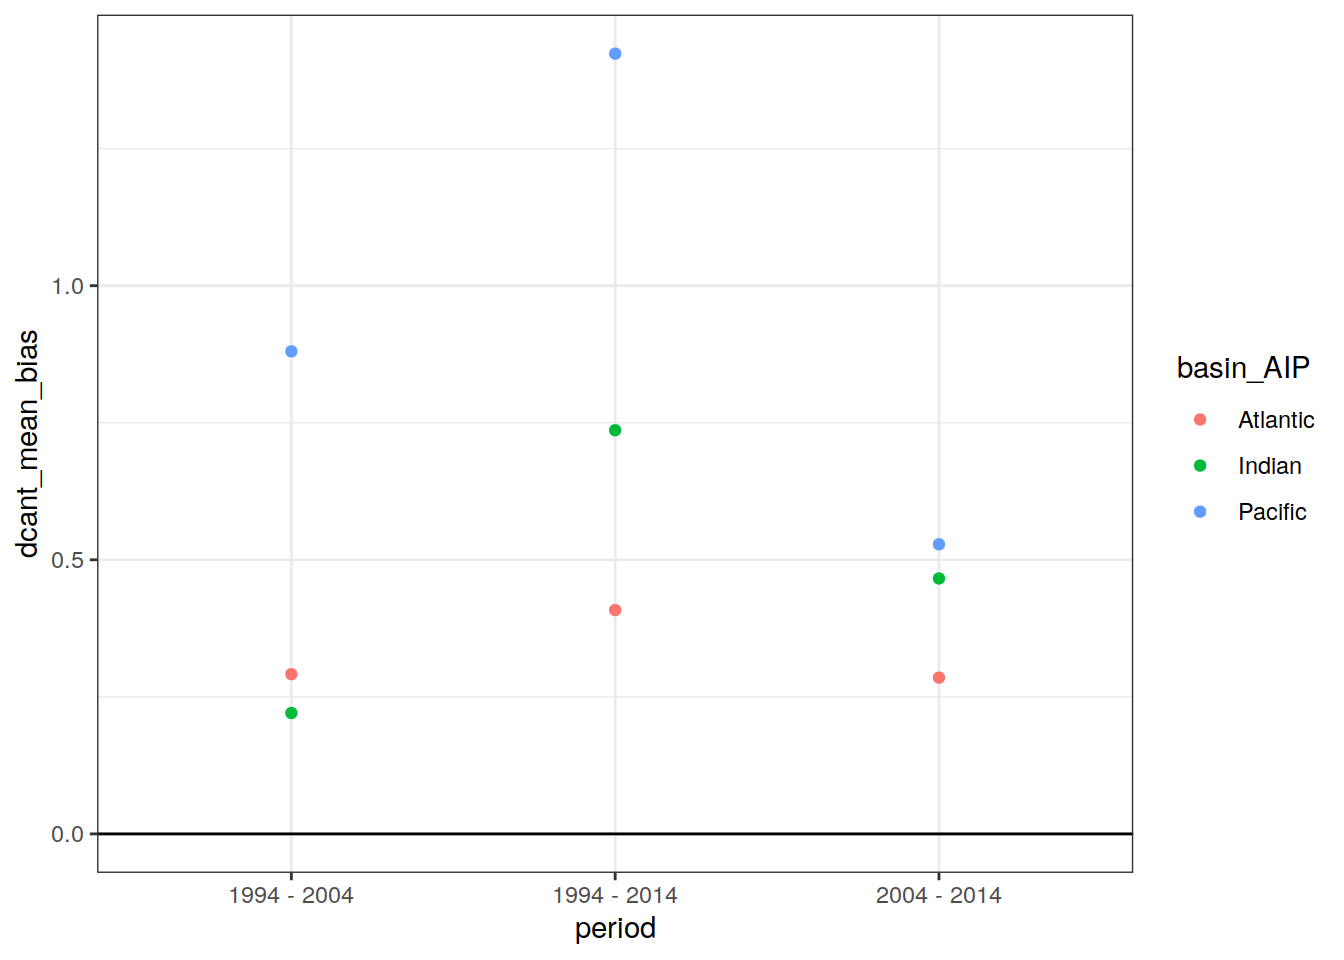 dcant_mean_bias
1.0
0.5
0.0
1994 - 2004
1994 - 2014
2004 - 2014
period
basin_AIP
Atlantic
Indian
Pacific